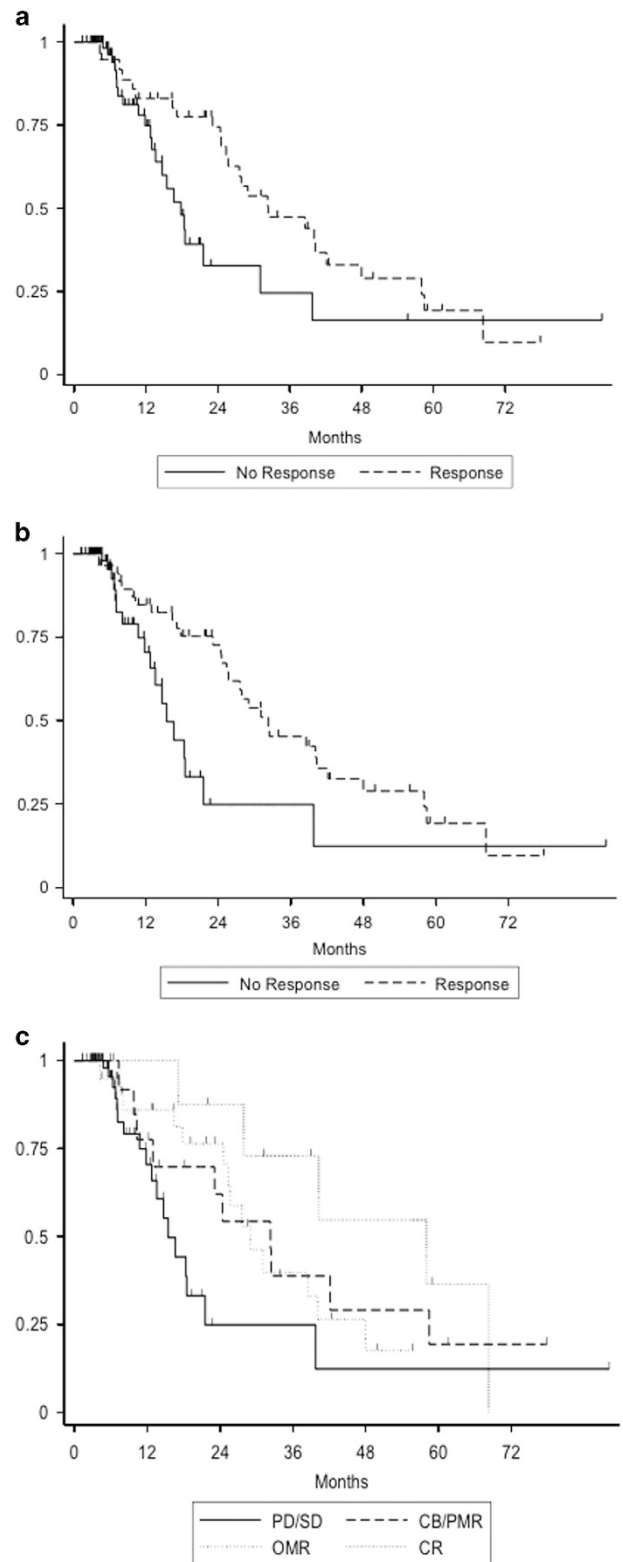 a
1
0.75
0.5
0.25
0
0 12 24 36 48 60 72
Months
No Response Response
b
1
0.75
0.5
0.25
0
0 12 24 36 48 60 72
Months
No Response Response
c
1
0.75
0.5
0.25
0
0 12 24 36 48 60 72
Months
PD/SD CB/PMR
OMR CR